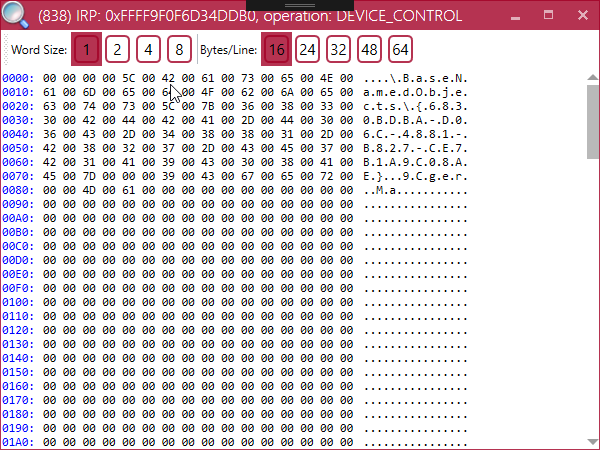 (838) IRP: 0xFFFF9F0F6D34DDB0, operation: DEVICE_CONTROL
Word Size: 1 2 4 8 Bytes/Line: 16 24 32 48 64
0000: 00 00 00 00 5C 00 42 00 61 00 73 00 65 00 4E 00 ....\.B.a.s.e.N.
0010: 61 00 6D 00 65 00 64 00 4F 00 62 00 6A 00 65 00 a.m.e.d.O.b.j.e.
0020: 63 00 74 00 73 00 5C 00 7B 00 36 00 38 00 33 00 c.t.s.\.{.6.8.3.
0030: 30 00 42 00 44 00 42 00 41 00 2D 00 44 00 30 00 0.B.D.B.A.-.D.0.
0040: 36 00 43 00 2D 00 34 00 38 00 38 00 31 00 2D 00 6.C.-.4.8.8.1.-.
0050: 42 00 38 00 32 00 37 00 2D 00 43 00 45 00 37 00 B.8.2.7.-.C.E.7.
0060: 42 00 31 00 41 00 39 00 43 00 30 00 38 00 41 00 B.1.A.9.C.0.8.A.
0070: 45 00 7D 00 00 00 39 00 43 00 67 00 65 00 72 00 E.}...9.C.g.e.r.
0080: 00 00 4D 00 61 00 00 00 00 00 00 00 00 00 00 00 ..M.a...........
0090: 00 00 00 00 00 00 00 00 00 00 00 00 00 00 00 00 ................
00A0: 00 00 00 00 00 00 00 00 00 00 00 00 00 00 00 00 ................
00B0: 00 00 00 00 00 00 00 00 00 00 00 00 00 00 00 00 ................
00C0: 00 00 00 00 00 00 00 00 00 00 00 00 00 00 00 00 ................
00D0: 00 00 00 00 00 00 00 00 00 00 00 00 00 00 00 00 ................
00E0: 00 00 00 00 00 00 00 00 00 00 00 00 00 00 00 00 ................
00F0: 00 00 00 00 00 00 00 00 00 00 00 00 00 00 00 00 ................
0100: 00 00 00 00 00 00 00 00 00 00 00 00 00 00 00 00 ................
0110: 00 00 00 00 00 00 00 00 00 00 00 00 00 00 00 00 ................
0120: 00 00 00 00 00 00 00 00 00 00 00 00 00 00 00 00 ................
0130: 00 00 00 00 00 00 00 00 00 00 00 00 00 00 00 00 ................
0140: 00 00 00 00 00 00 00 00 00 00 00 00 00 00 00 00 ................
0150: 00 00 00 00 00 00 00 00 00 00 00 00 00 00 00 00 ................
0160: 00 00 00 00 00 00 00 00 00 00 00 00 00 00 00 00 ................
0170: 00 00 00 00 00 00 00 00 00 00 00 00 00 00 00 00 ................
0180: 00 00 00 00 00 00 00 00 00 00 00 00 00 00 00 00 ................
0190: 00 00 00 00 00 00 00 00 00 00 00 00 00 00 00 00 ................
01A0: 00 00 00 00 00 00 00 00 00 00 00 00 00 00 00 00 ................